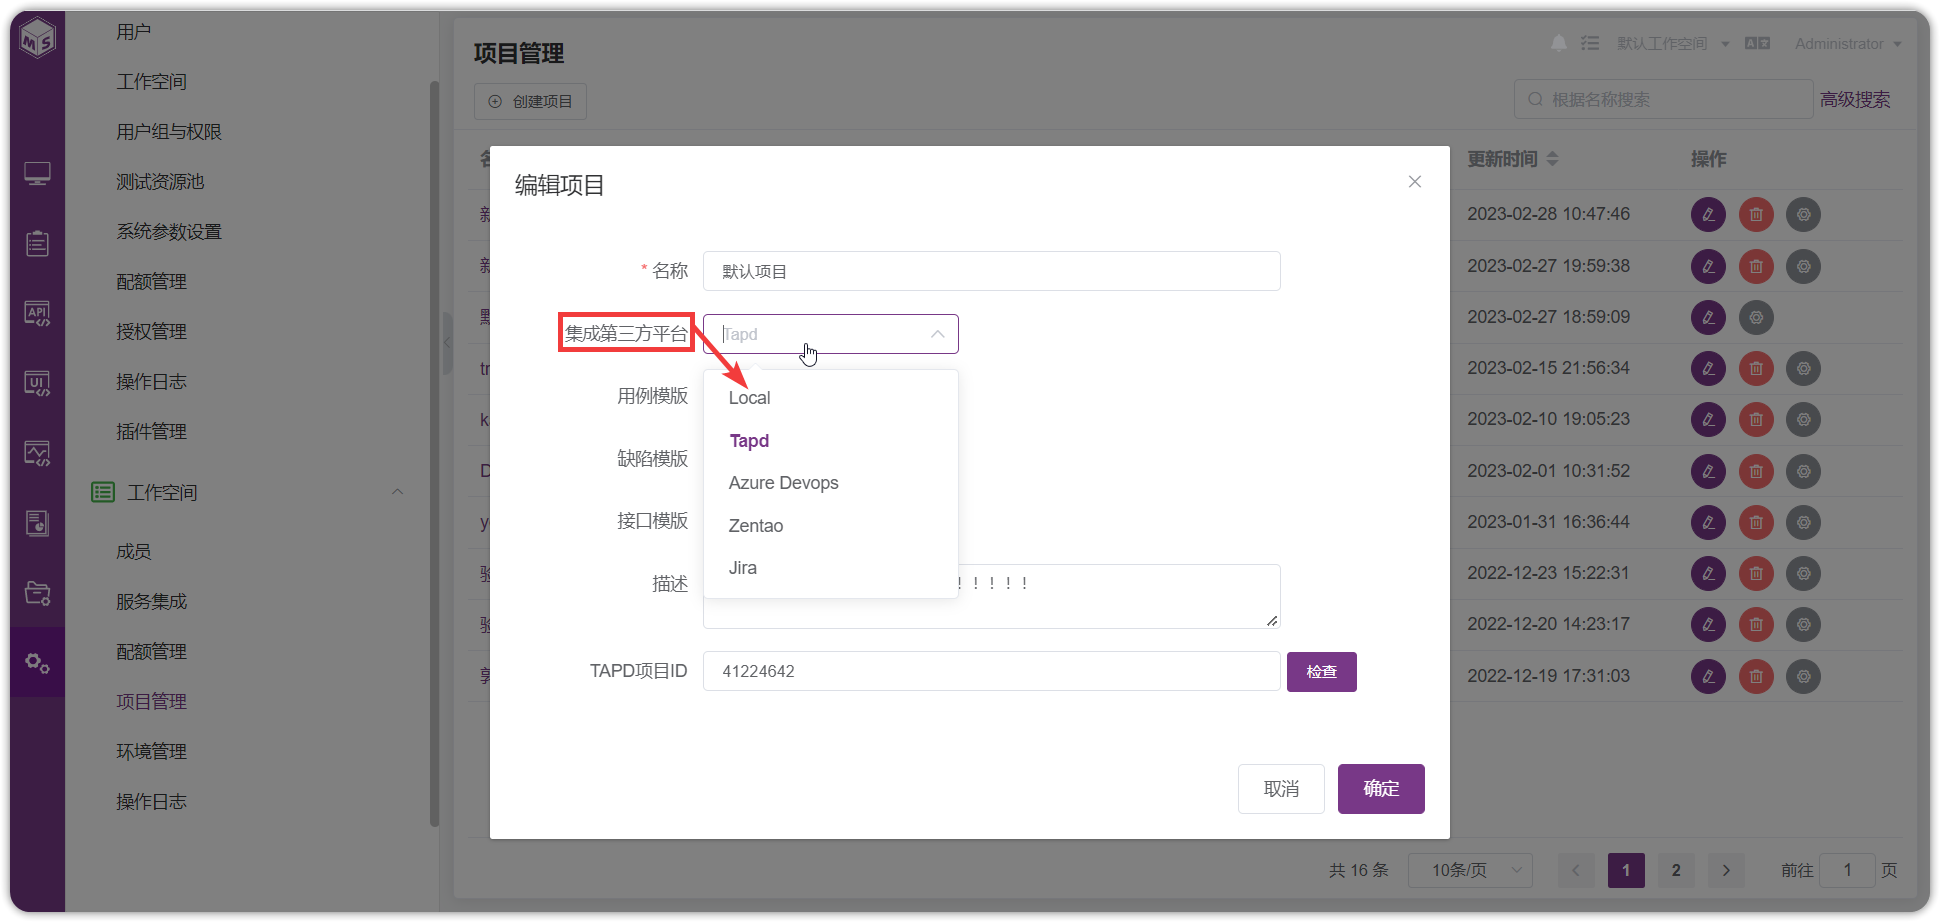 MS
用户
工作空间
用户组与权限
测试资源池
系统参数设置
配额管理
授权管理
操作日志
插件管理
工作空间
成员
服务集成
配额管理
项目管理
环境管理
操作日志
API
UI
项目管理
默认工作空间
Administrator
创建项目
根据名称搜索
高级搜索
更新时间
操作
2023-02-28 10:47:46
2023-02-27 19:59:38
2023-02-27 18:59:09
2023-02-15 21:56:34
2023-02-10 19:05:23
2023-02-01 10:31:52
2023-01-31 16:36:44
2022-12-23 15:22:31
2022-12-20 14:23:17
2022-12-19 17:31:03
编辑项目
* 名称
默认项目
集成第三方平台
Tapd
Local
Tapd
Azure Devops
Zentao
Jira
用例模版
缺陷模版
接口模版
描述
！！！！！
TAPD项目ID
41224642
检查
取消
确定
共 16 条
10条/页
1
2
前往
1
页